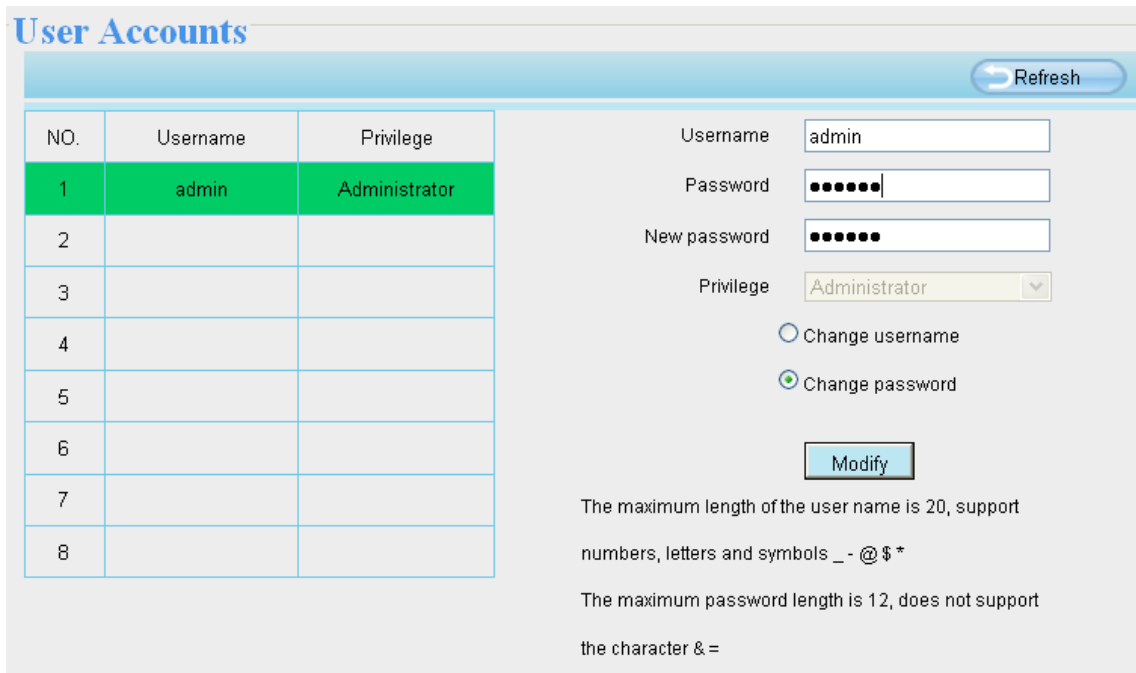 User Accounts
Refresh
NO. Username Privilege
1 admin Administrator
2
3
4
5
6
7
8
Username admin
Password ●●●●●●
New password ●●●●●●
Privilege Administrator
Change username
Change password
Modify
The maximum length of the user name is 20, support
numbers, letters and symbols _ - @ $ *
The maximum password length is 12, does not support
the character & =